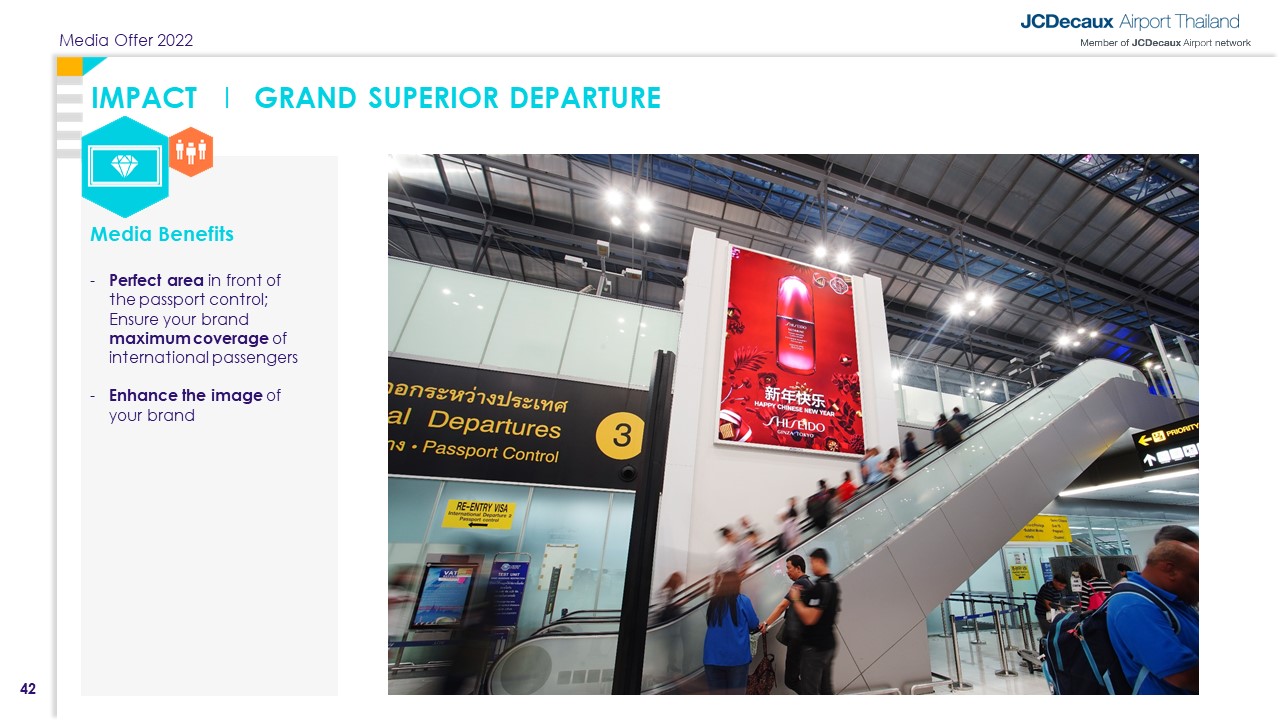 Media Offer 2022
JCDecaux Airport Thailand
Member of JCDecaux Airport network
IMPACT | GRAND SUPERIOR DEPARTURE
Media Benefits
- Perfect area in front of
the passport control;
Ensure your brand
maximum coverage of
international passengers
- Enhance the image of
your brand
อกระหว่างประเทศ
al Departures
าง • Passport Control
3
RE-ENTRY VISA
International Departure
Passport control
VAT
SHISEIDO
新年快乐
HAPPY CHINESE NEW YEAR
SHISEIDO
GINZA TOKYO
PRIORITY
42